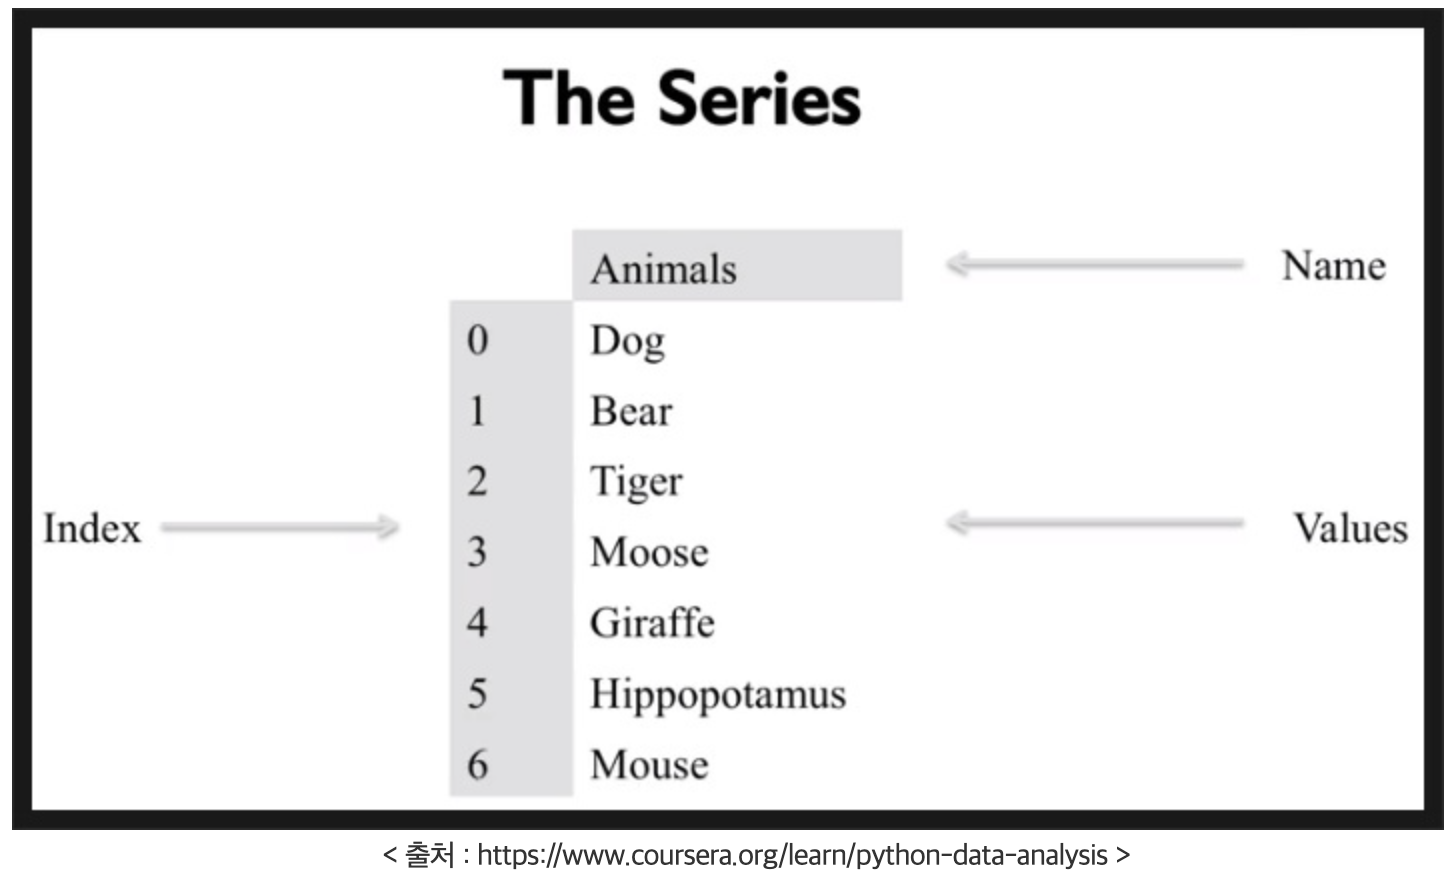 The Series
Animals
Name
0 Dog
1 Bear
2 Tiger
Index
Values
3 Moose
4 Giraffe
5 Hippopotamus
6 Mouse
< 출처 : https://www.coursera.org/learn/python-data-analysis >